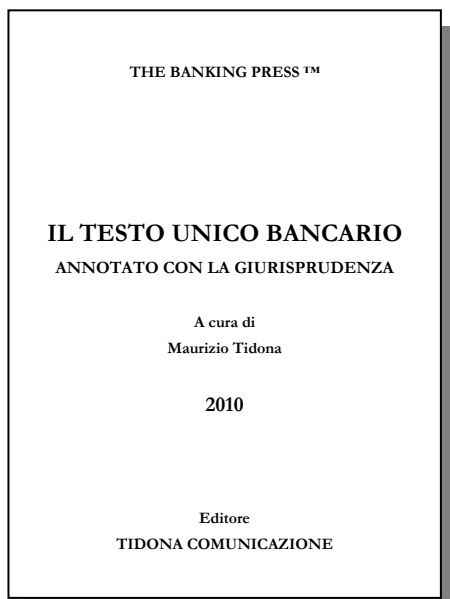 THE BANKING PRESS ™
IL TESTO UNICO BANCARIO
ANNOTATO CON LA GIURISPRUDENZA
A cura di
Maurizio Tidona
2010
Editore
TIDONA COMUNICAZIONE